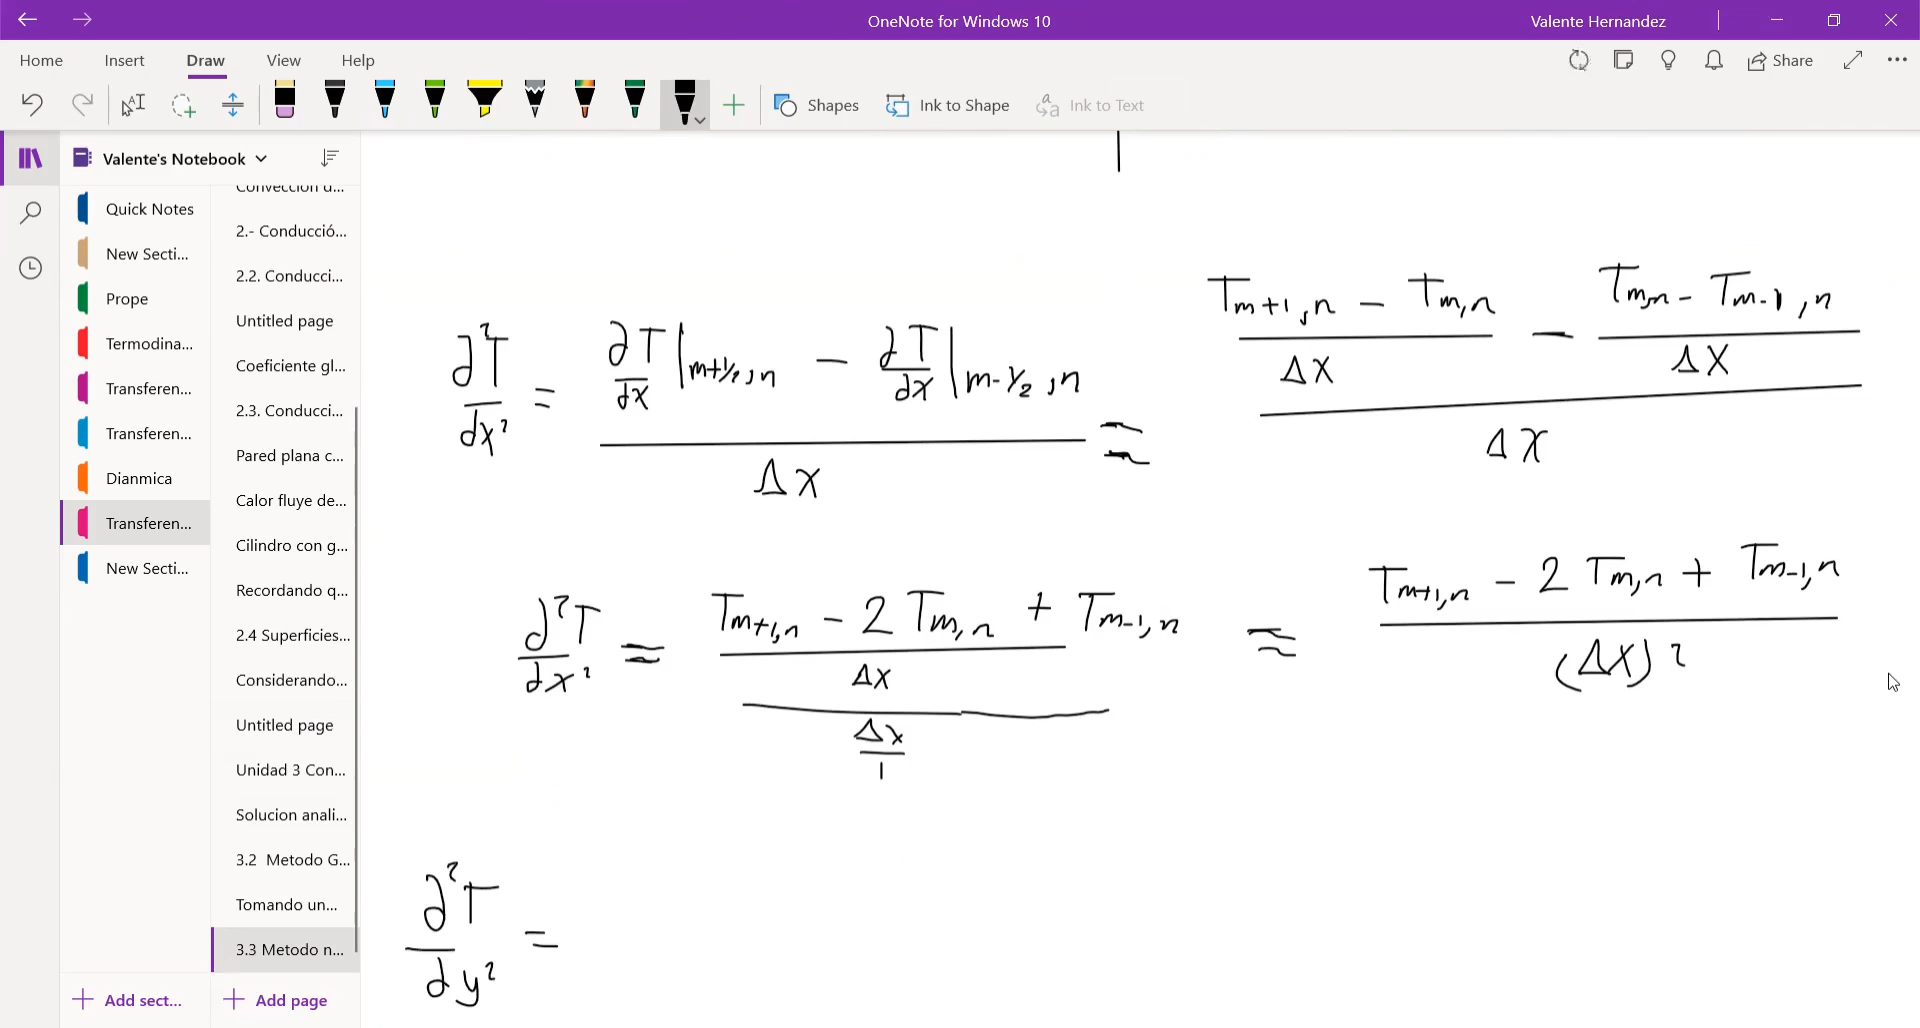 OneNote for Windows 10
Valente Hernandez
Home Insert Draw View Help
Share
Shapes Ink to Shape Ink to Text
Valente's Notebook
Quick Notes
New Secti...
Prope
Termodina...
Transferen...
Transferen...
Dianmica
Transferen...
New Secti...
Add sect...
Conveccion d...
2.- Conducció...
2.2. Conducci...
Untitled page
Coeficiente gl...
2.3. Conducci...
Pared plana c...
Calor fluye de...
Cilindro con g...
Recordando q...
2.4 Superficies...
Considerando...
Untitled page
Unidad 3 Con...
Solucion anali...
3.2 Metodo G...
Tomando un...
3.3 Metodo n...
Add page
∂²T/∂x² = (∂T/∂x|m+1/2,n − ∂T/∂x|m-1/2,n)/Δx ≈ ((Tm+1,n − Tm,n)/Δx − (Tm,n − Tm-1,n)/Δx)/Δx
∂²T/∂x² ≈ ((Tm+1,n − 2Tm,n + Tm-1,n)/Δx)/(Δx/1) ≈ (Tm+1,n − 2Tm,n + Tm-1,n)/(Δx)²
∂²T/∂y² =